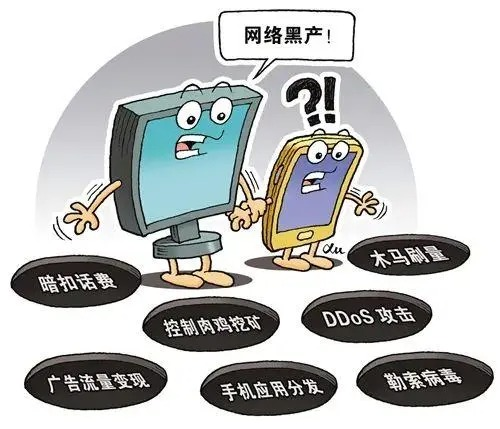 网络黑产！
?!
木马刷量
暗扣话费
控制肉鸡挖矿
DDoS 攻击
广告流量变现
手机应用分发
勒索病毒